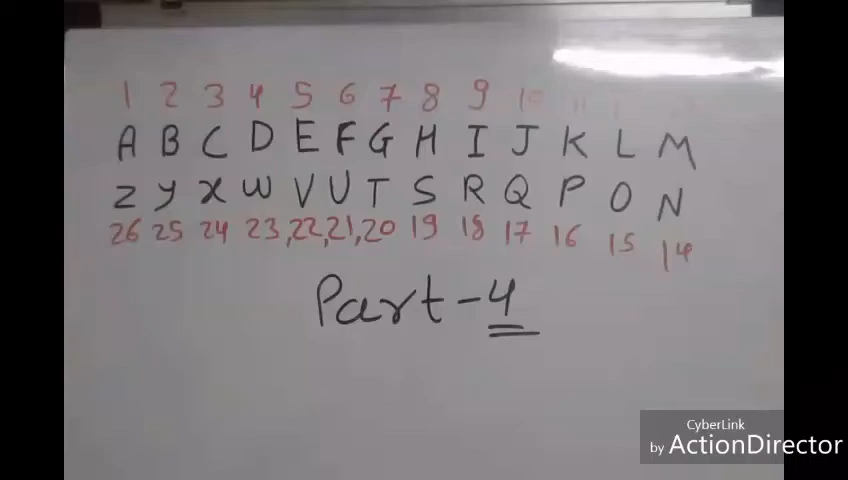 1 2 3 4 5 6 7 8 9 10
A B C D E F G H I J K L M
Z Y X W V U T S R Q P O N
26 25 24 23,22,21,20 19 18 17 16 15 14
Part-4
CyberLink
by ActionDirector